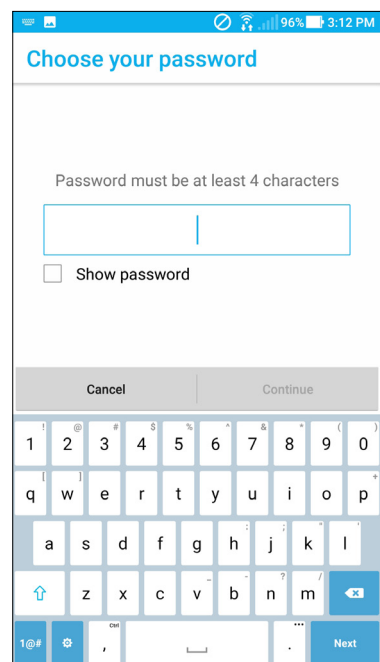 96% 3:12 PM
Choose your password
Password must be at least 4 characters
Show password
Cancel Continue
! @ # $ % ^ & * ( )
1 2 3 4 5 6 7 8 9 0
[ ] +
q w e r t y u i o p
: ; " '
a s d f g h j k l
_ - ? /
z x c v b n m
Ctrl ...
1@# , . Next